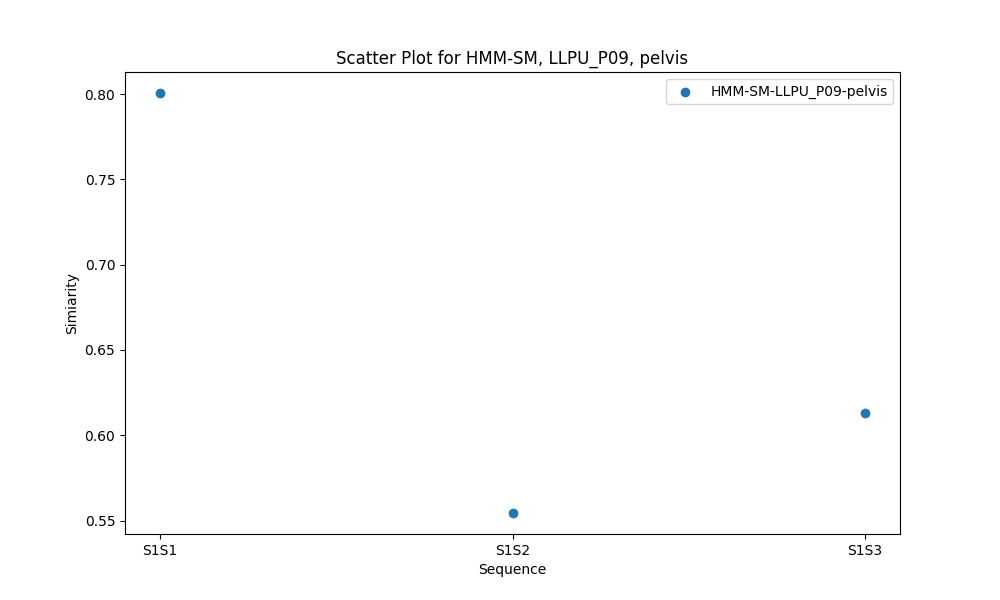 Scatter Plot for HMM-SM, LLPU_P09, pelvis
HMM-SM-LLPU_P09-pelvis
0.80
0.75
0.70
0.65
0.60
0.55
Simiarity
S1S1 S1S2 S1S3
Sequence